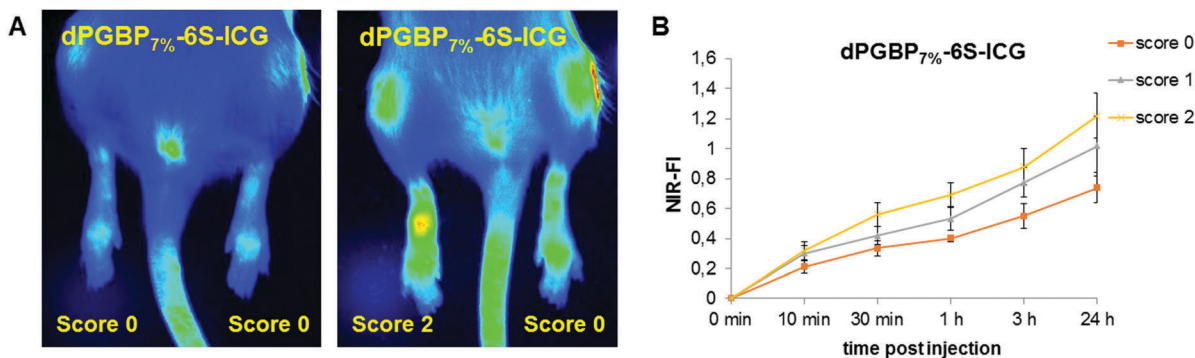 A
dPGBP7%-6S-ICG
Score 0
Score 0
dPGBP7%-6S-ICG
Score 2
Score 0
B
dPGBP7%-6S-ICG
score 0
score 1
score 2
NIR-FI
1,6
1,4
1,2
1
0,8
0,6
0,4
0,2
0
0 min
10 min
30 min
1 h
3 h
24 h
time post injection